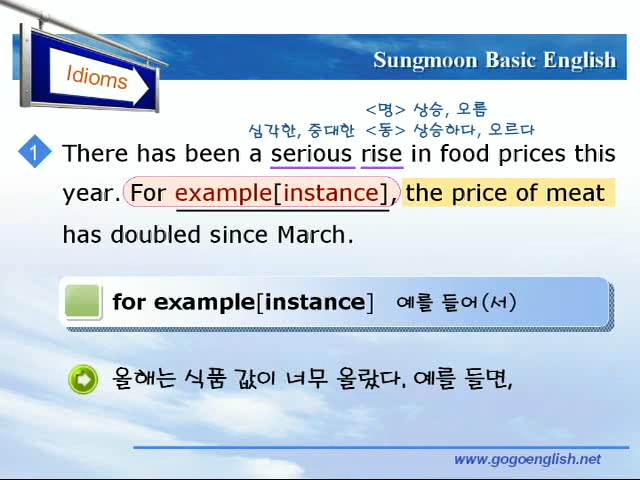 Idioms
Sungmoon Basic English
<명> 상승, 오름
심각한, 중대한 <동> 상승하다, 오르다
1 There has been a serious rise in food prices this
year. For example[instance], the price of meat
has doubled since March.
for example[instance] 예를 들어(서)
올해는 식품 값이 너무 올랐다. 예를 들면,
www.gogoenglish.net